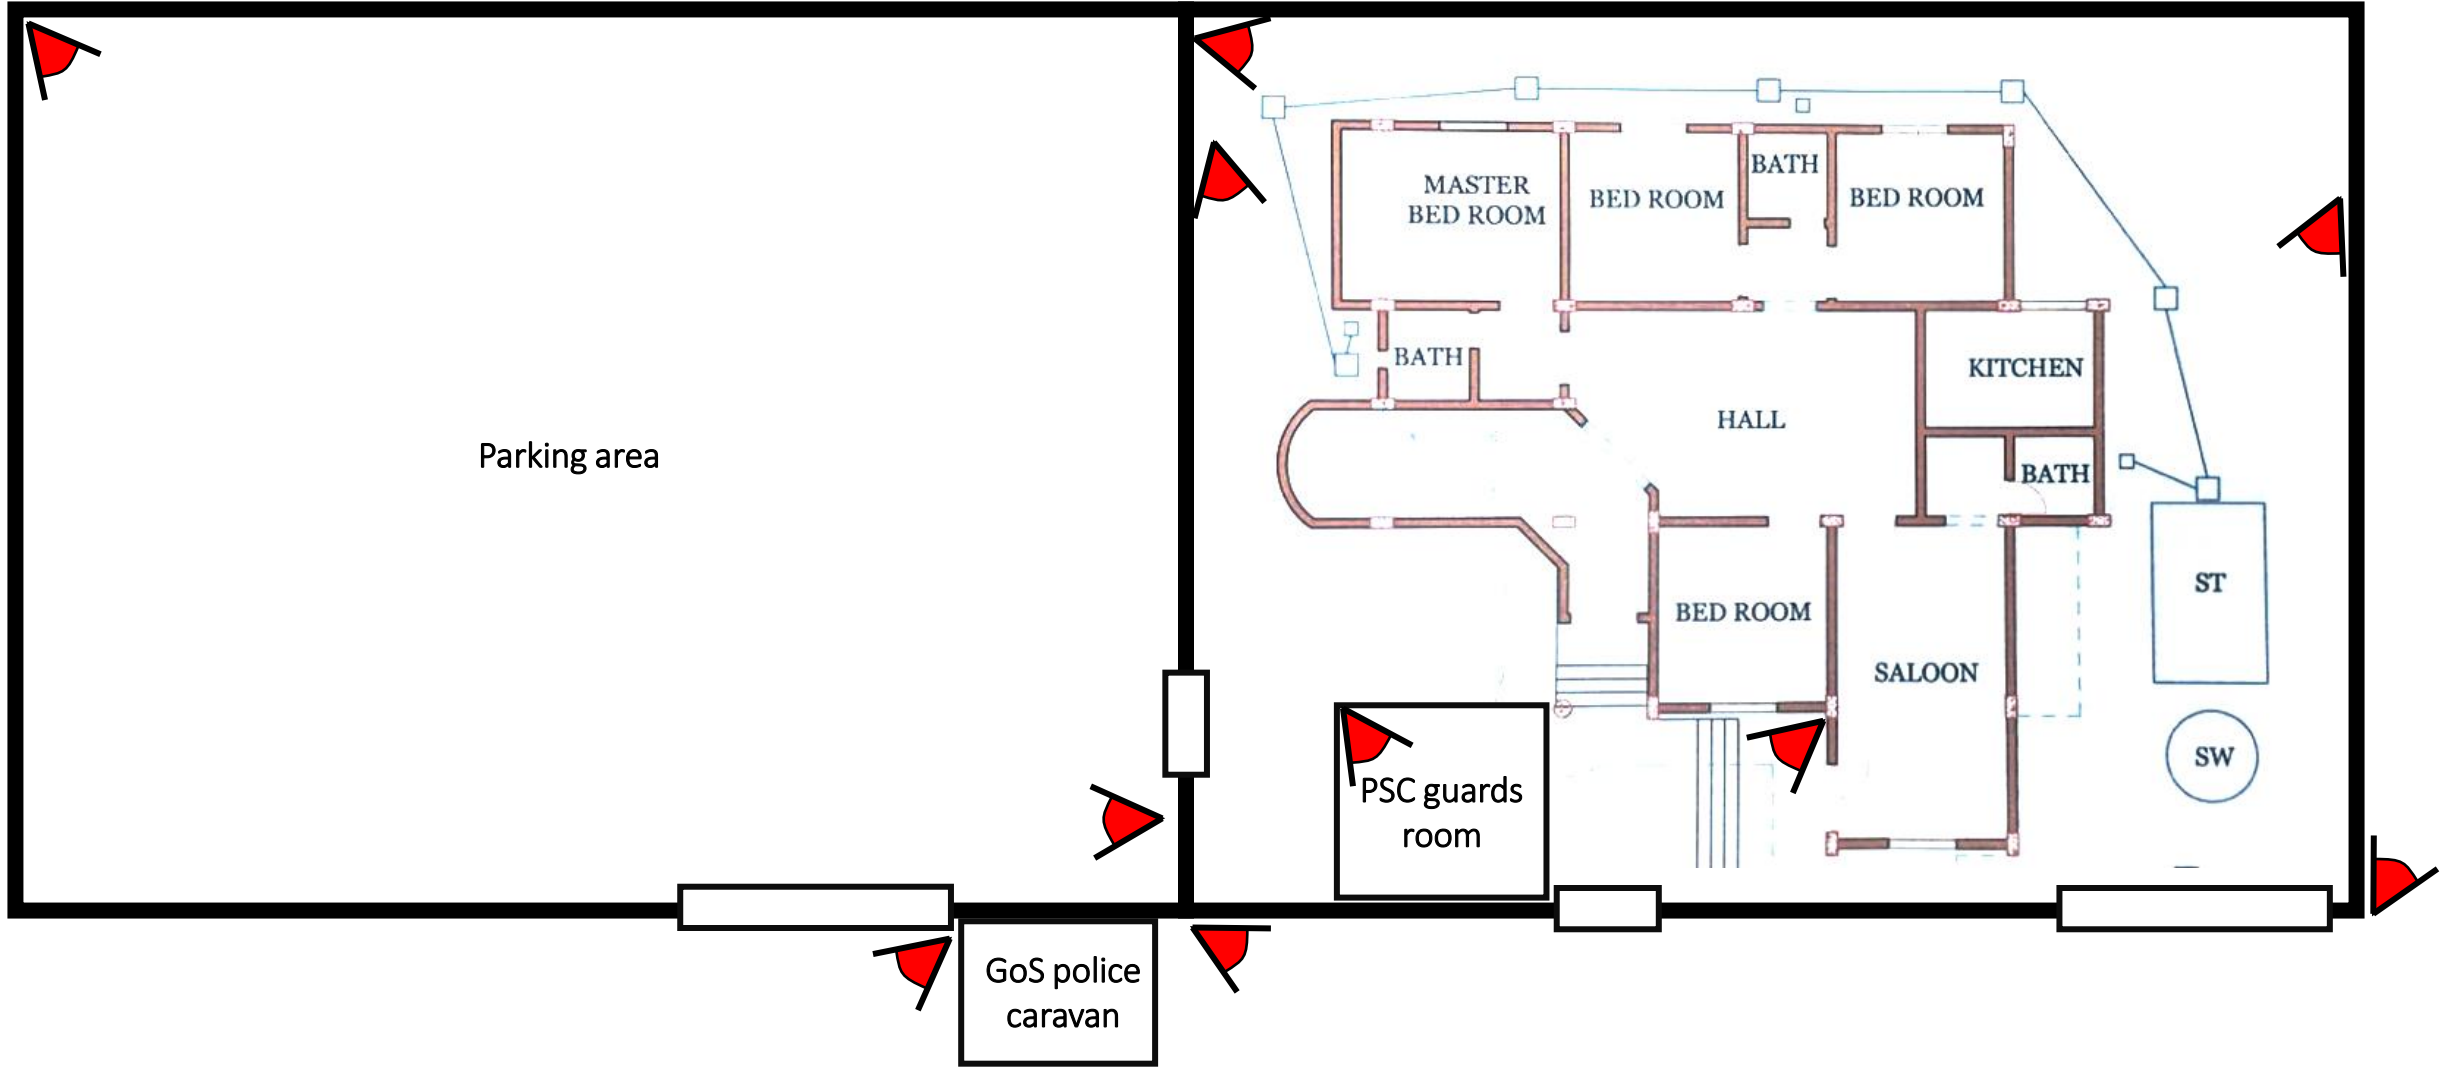 BATH
MASTER
BED ROOM
BED ROOM
BED ROOM
BATH
KITCHEN
HALL
Parking area
BATH
ST
BED ROOM
SALOON
SW
PSC guards
room
GoS police
caravan